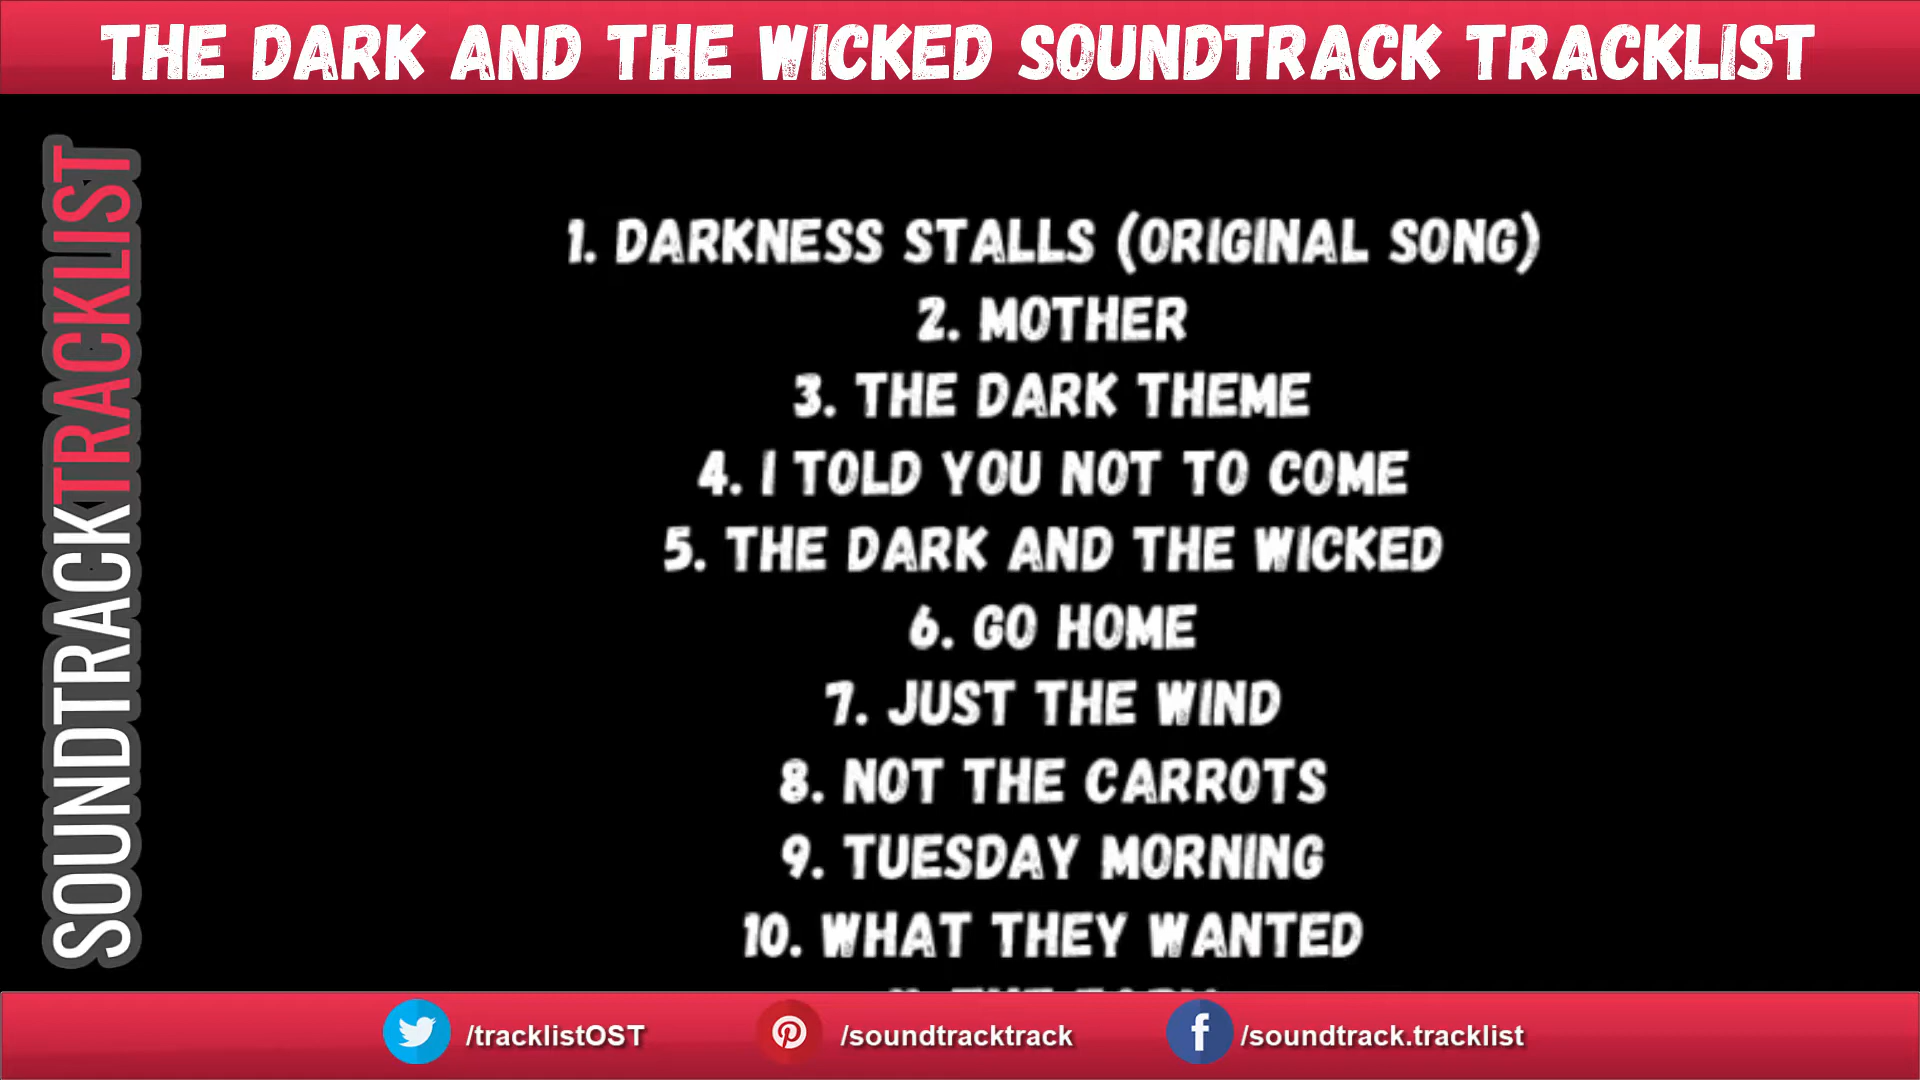 THE DARK AND THE WICKED SOUNDTRACK TRACKLIST
SOUNDTRACKTRACKLIST
1. DARKNESS STALLS (ORIGINAL SONG)
2. MOTHER
3. THE DARK THEME
4. I TOLD YOU NOT TO COME
5. THE DARK AND THE WICKED
6. GO HOME
7. JUST THE WIND
8. NOT THE CARROTS
9. TUESDAY MORNING
10. WHAT THEY WANTED
/tracklistOST
/soundtracktrack
/soundtrack.tracklist